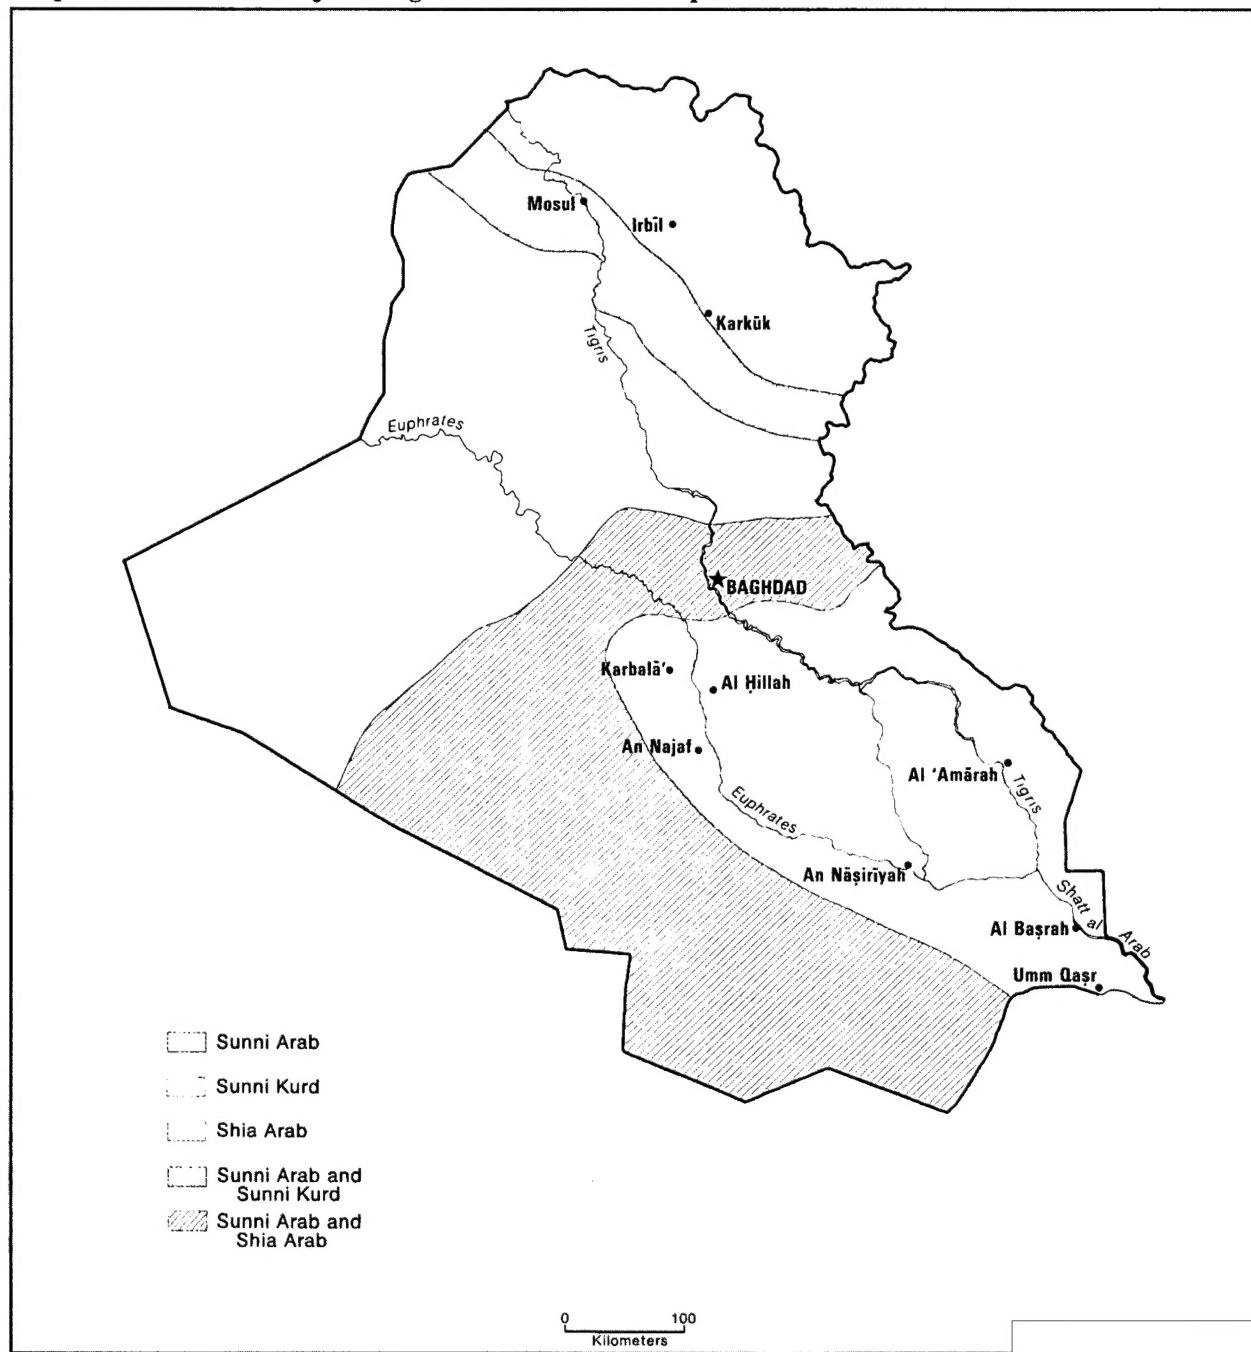 Mosul
Irbīl
Karkūk
Tigris
Euphrates
BAGHDAD
Karbalā'
Al Ḥillah
An Najaf
Al 'Amārah
Tigris
Euphrates
An Nāṣirīyah
Shatt al Arab
Al Baṣrah
Umm Qaṣr
Sunni Arab
Sunni Kurd
Shia Arab
Sunni Arab and
Sunni Kurd
Sunni Arab and
Shia Arab
0 100
Kilometers